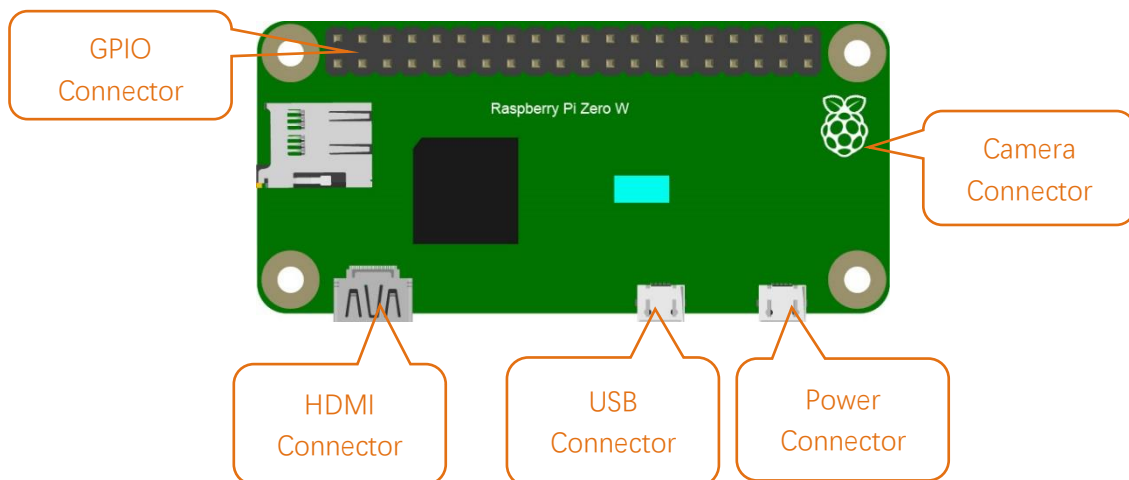 GPIO
Connector
Raspberry Pi Zero W
Camera
Connector
HDMI
Connector
USB
Connector
Power
Connector